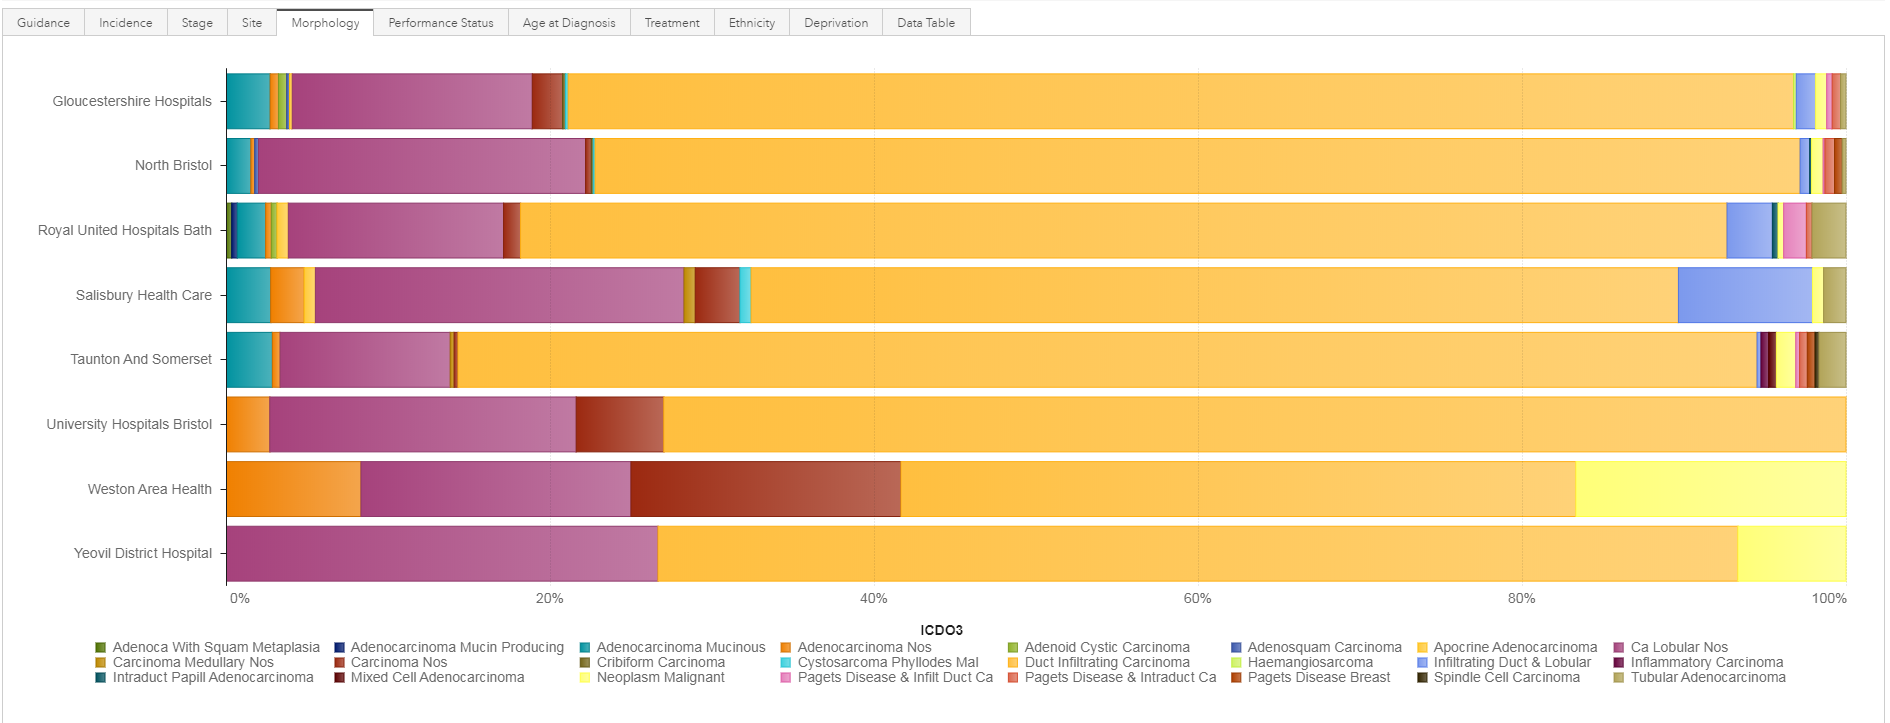 Guidance Incidence Stage Site Morphology Performance Status Age at Diagnosis Treatment Ethnicity Deprivation Data Table
Gloucestershire Hospitals
North Bristol
Royal United Hospitals Bath
Salisbury Health Care
Taunton And Somerset
University Hospitals Bristol
Weston Area Health
Yeovil District Hospital
0% 20% 40% 60% 80% 100%
ICDO3
Adenoca With Squam Metaplasia Adenocarcinoma Mucin Producing Adenocarcinoma Mucinous Adenocarcinoma Nos Adenoid Cystic Carcinoma Adenosquam Carcinoma Apocrine Adenocarcinoma Ca Lobular Nos
Carcinoma Medullary Nos Carcinoma Nos Cribiform Carcinoma Cystosarcoma Phyllodes Mal Duct Infiltrating Carcinoma Haemangiosarcoma Infiltrating Duct & Lobular Inflammatory Carcinoma
Intraduct Papill Adenocarcinoma Mixed Cell Adenocarcinoma Neoplasm Malignant Pagets Disease & Infilt Duct Ca Pagets Disease & Intraduct Ca Pagets Disease Breast Spindle Cell Carcinoma Tubular Adenocarcinoma